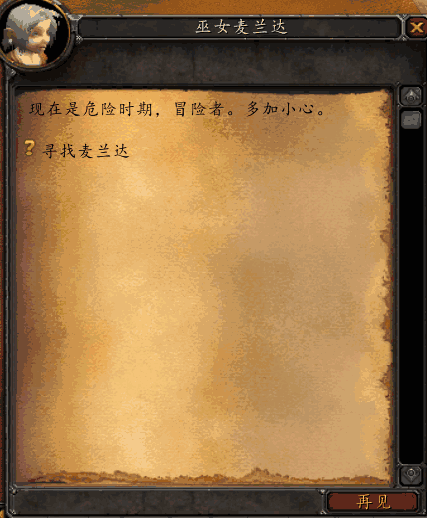 巫女麦兰达
现在是危险时期，冒险者。多加小心。
寻找麦兰达
再见